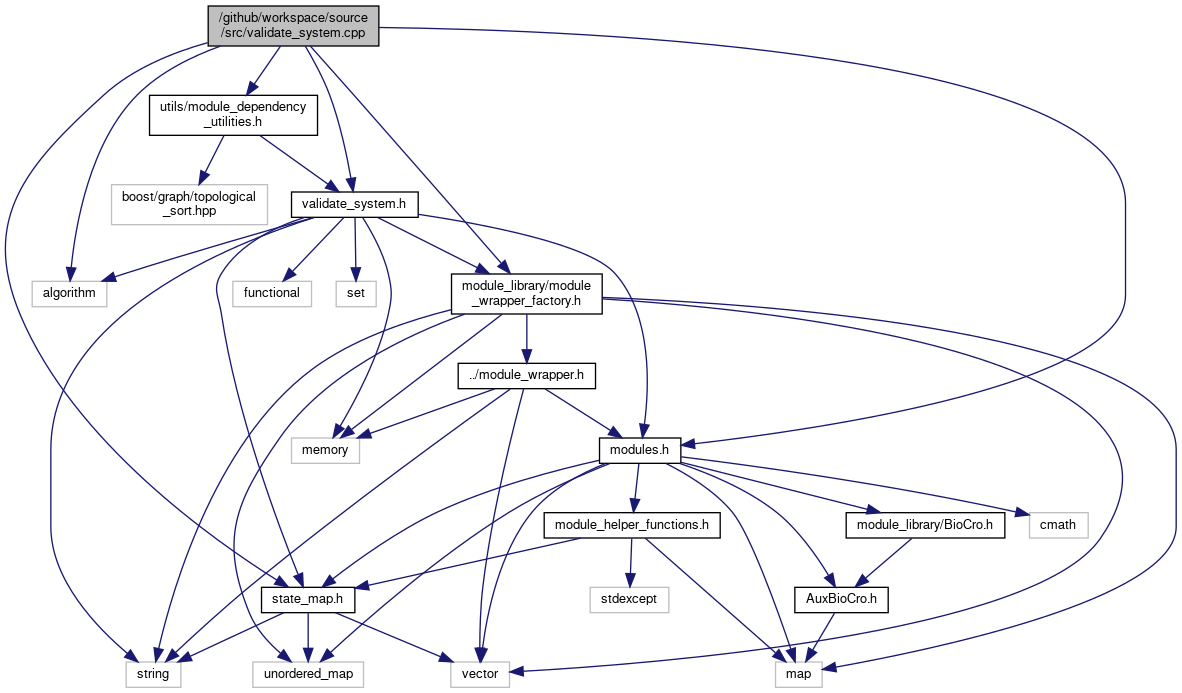 /github/workspace/source
/src/validate_system.cpp
utils/module_dependency
_utilities.h
boost/graph/topological
_sort.hpp
validate_system.h
algorithm
functional
set
module_library/module
_wrapper_factory.h
../module_wrapper.h
memory
modules.h
module_helper_functions.h
module_library/BioCro.h
cmath
state_map.h
stdexcept
AuxBioCro.h
string
unordered_map
vector
map